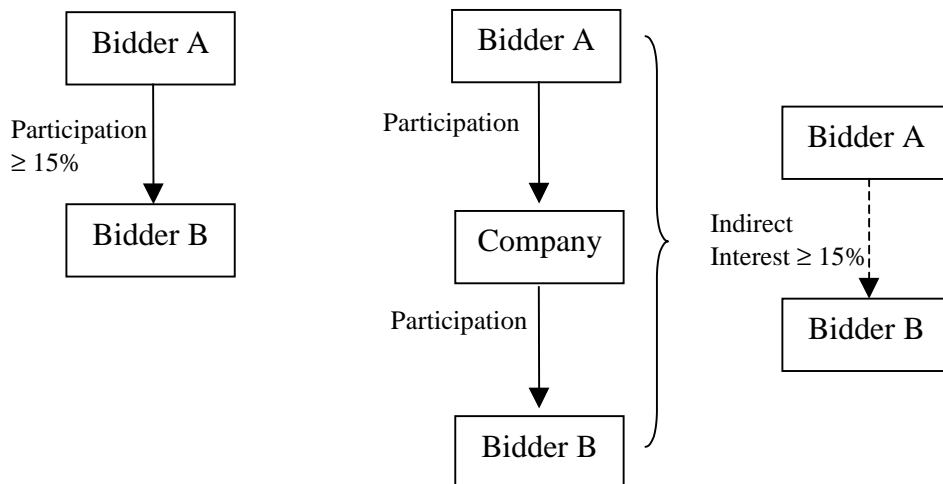 Bidder A
Participation
≥ 15%
Bidder B
Bidder A
Participation
Company
Participation
Bidder B
Bidder A
Indirect
Interest ≥ 15%
Bidder B